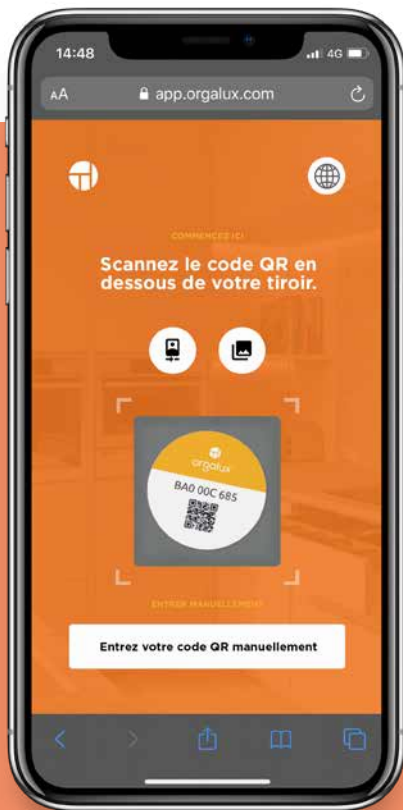 14:48
4G
AA
app.orgalux.com
COMMENCEZ ICI
Scannez le code QR en
dessous de votre tiroir.
orgalux
BA0 00C 685
ENTRER MANUELLEMENT
Entrez votre code QR manuellement